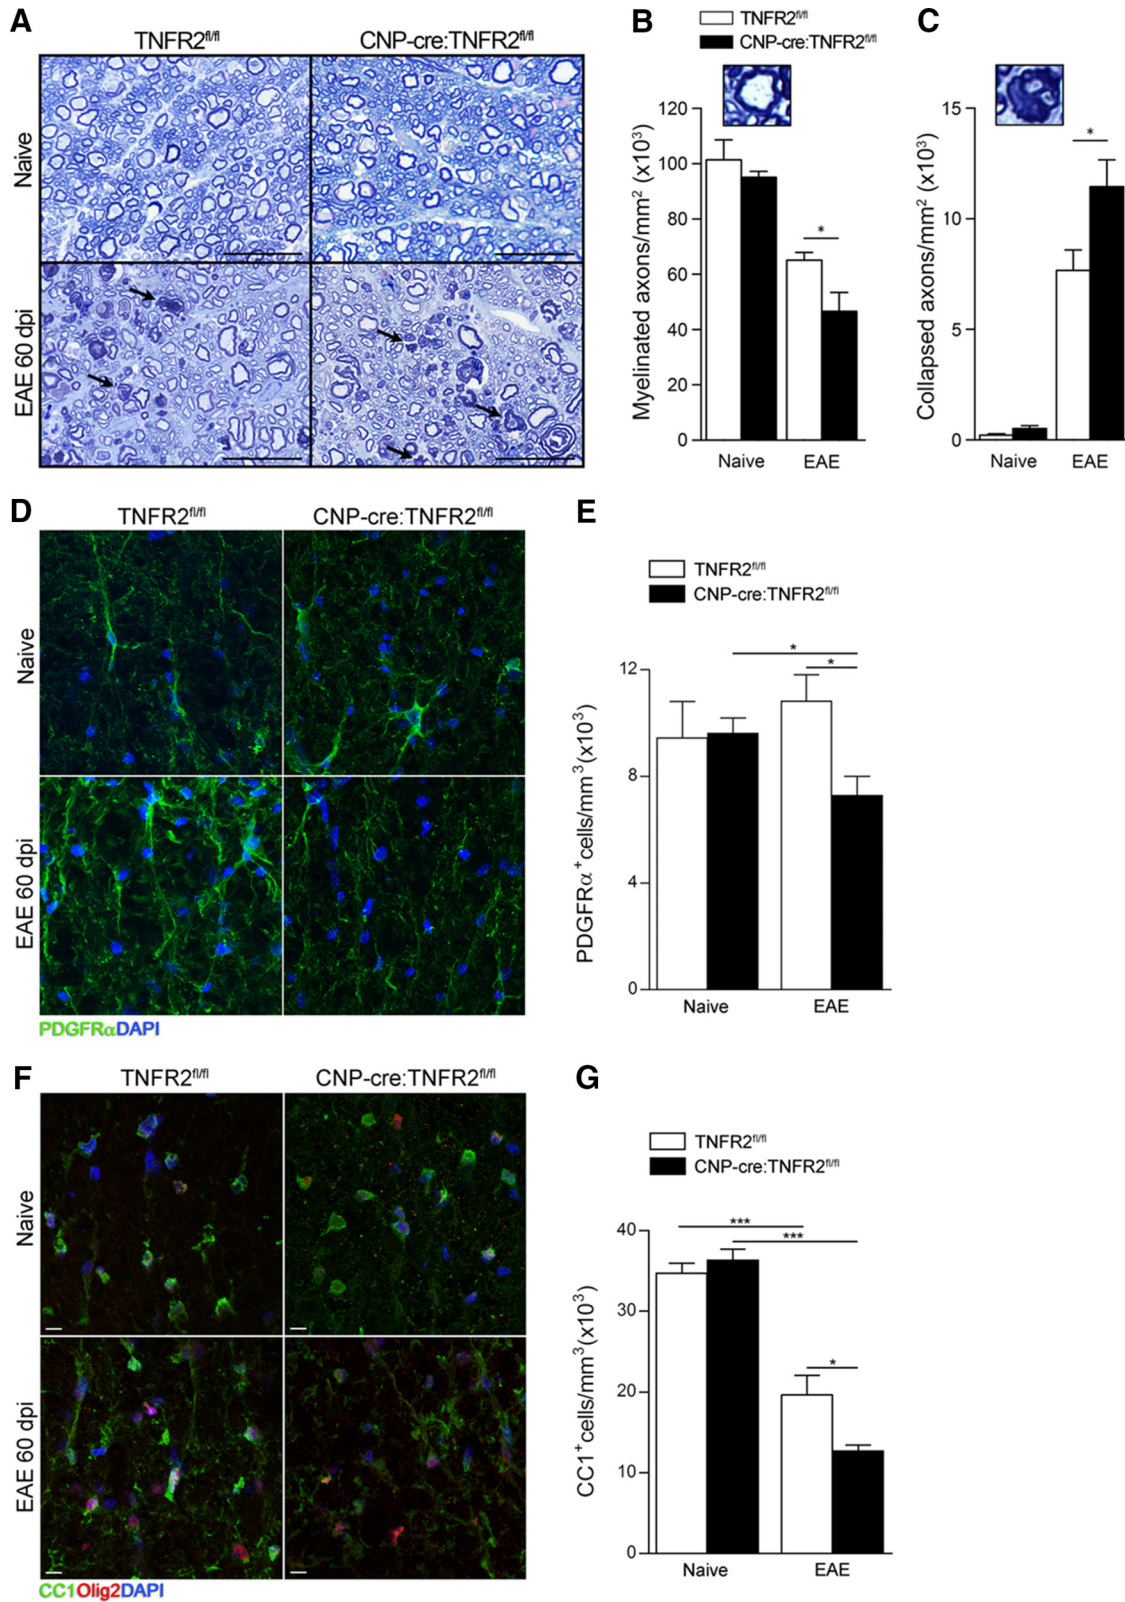 A
TNFR2fl/fl
CNP-cre:TNFR2fl/fl
Naive
EAE 60 dpi
B
TNFR2fl/fl
CNP-cre:TNFR2fl/fl
Myelinated axons/mm2 (x103)
120
100
80
60
40
20
0
*
Naive
EAE
C
Collapsed axons/mm2 (x103)
15
10
5
0
*
Naive
EAE
D
TNFR2fl/fl
CNP-cre:TNFR2fl/fl
Naive
EAE 60 dpi
PDGFRαDAPI
E
TNFR2fl/fl
CNP-cre:TNFR2fl/fl
PDGFRα+cells/mm3(x103)
12
8
4
0
*
*
Naive
EAE
F
TNFR2fl/fl
CNP-cre:TNFR2fl/fl
Naive
EAE 60 dpi
CC1Olig2DAPI
G
TNFR2fl/fl
CNP-cre:TNFR2fl/fl
CC1+cells/mm3(x103)
40
30
20
10
0
***
***
*
Naive
EAE